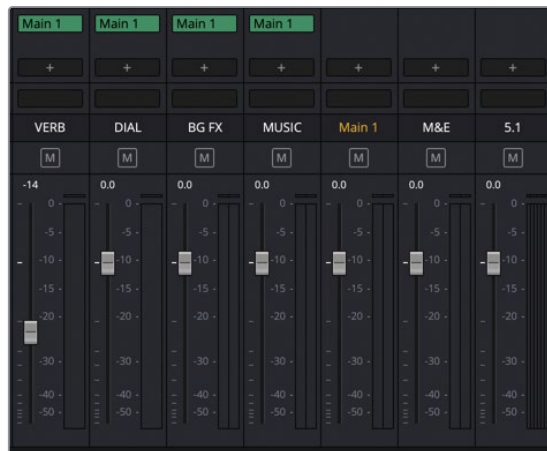 Main 1 Main 1 Main 1 Main 1
+ + + + + + +
VERB DIAL BG FX MUSIC Main 1 M&E 5.1
M M M M M M M
-14 0.0 0.0 0.0 0.0 0.0 0.0
0 0 0 0 0 0 0
-5 -5 -5 -5 -5 -5 -5
-10 -10 -10 -10 -10 -10 -10
-15 -15 -15 -15 -15 -15 -15
-20 -20 -20 -20 -20 -20 -20
-30 -30 -30 -30 -30 -30 -30
-40 -40 -40 -40 -40 -40 -40
-50 -50 -50 -50 -50 -50 -50